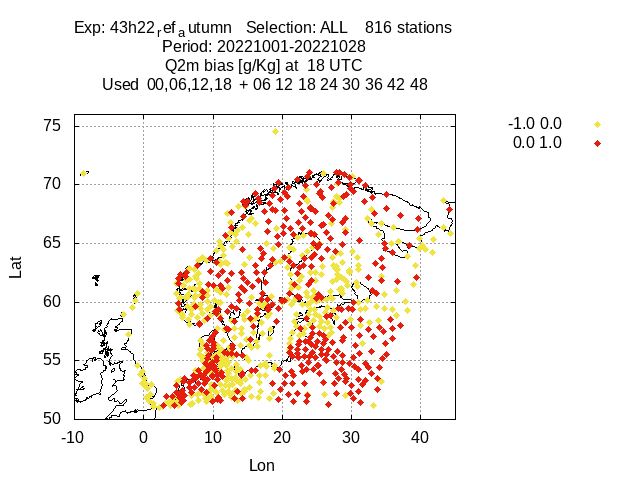 Exp: 43h22refautumn Selection: ALL 816 stations
Period: 20221001-20221028
Q2m bias [g/Kg] at 18 UTC
Used 00,06,12,18 + 06 12 18 24 30 36 42 48
-1.0 0.0
0.0 1.0
75
70
65
60
55
50
Lat
-10 0 10 20 30 40
Lon